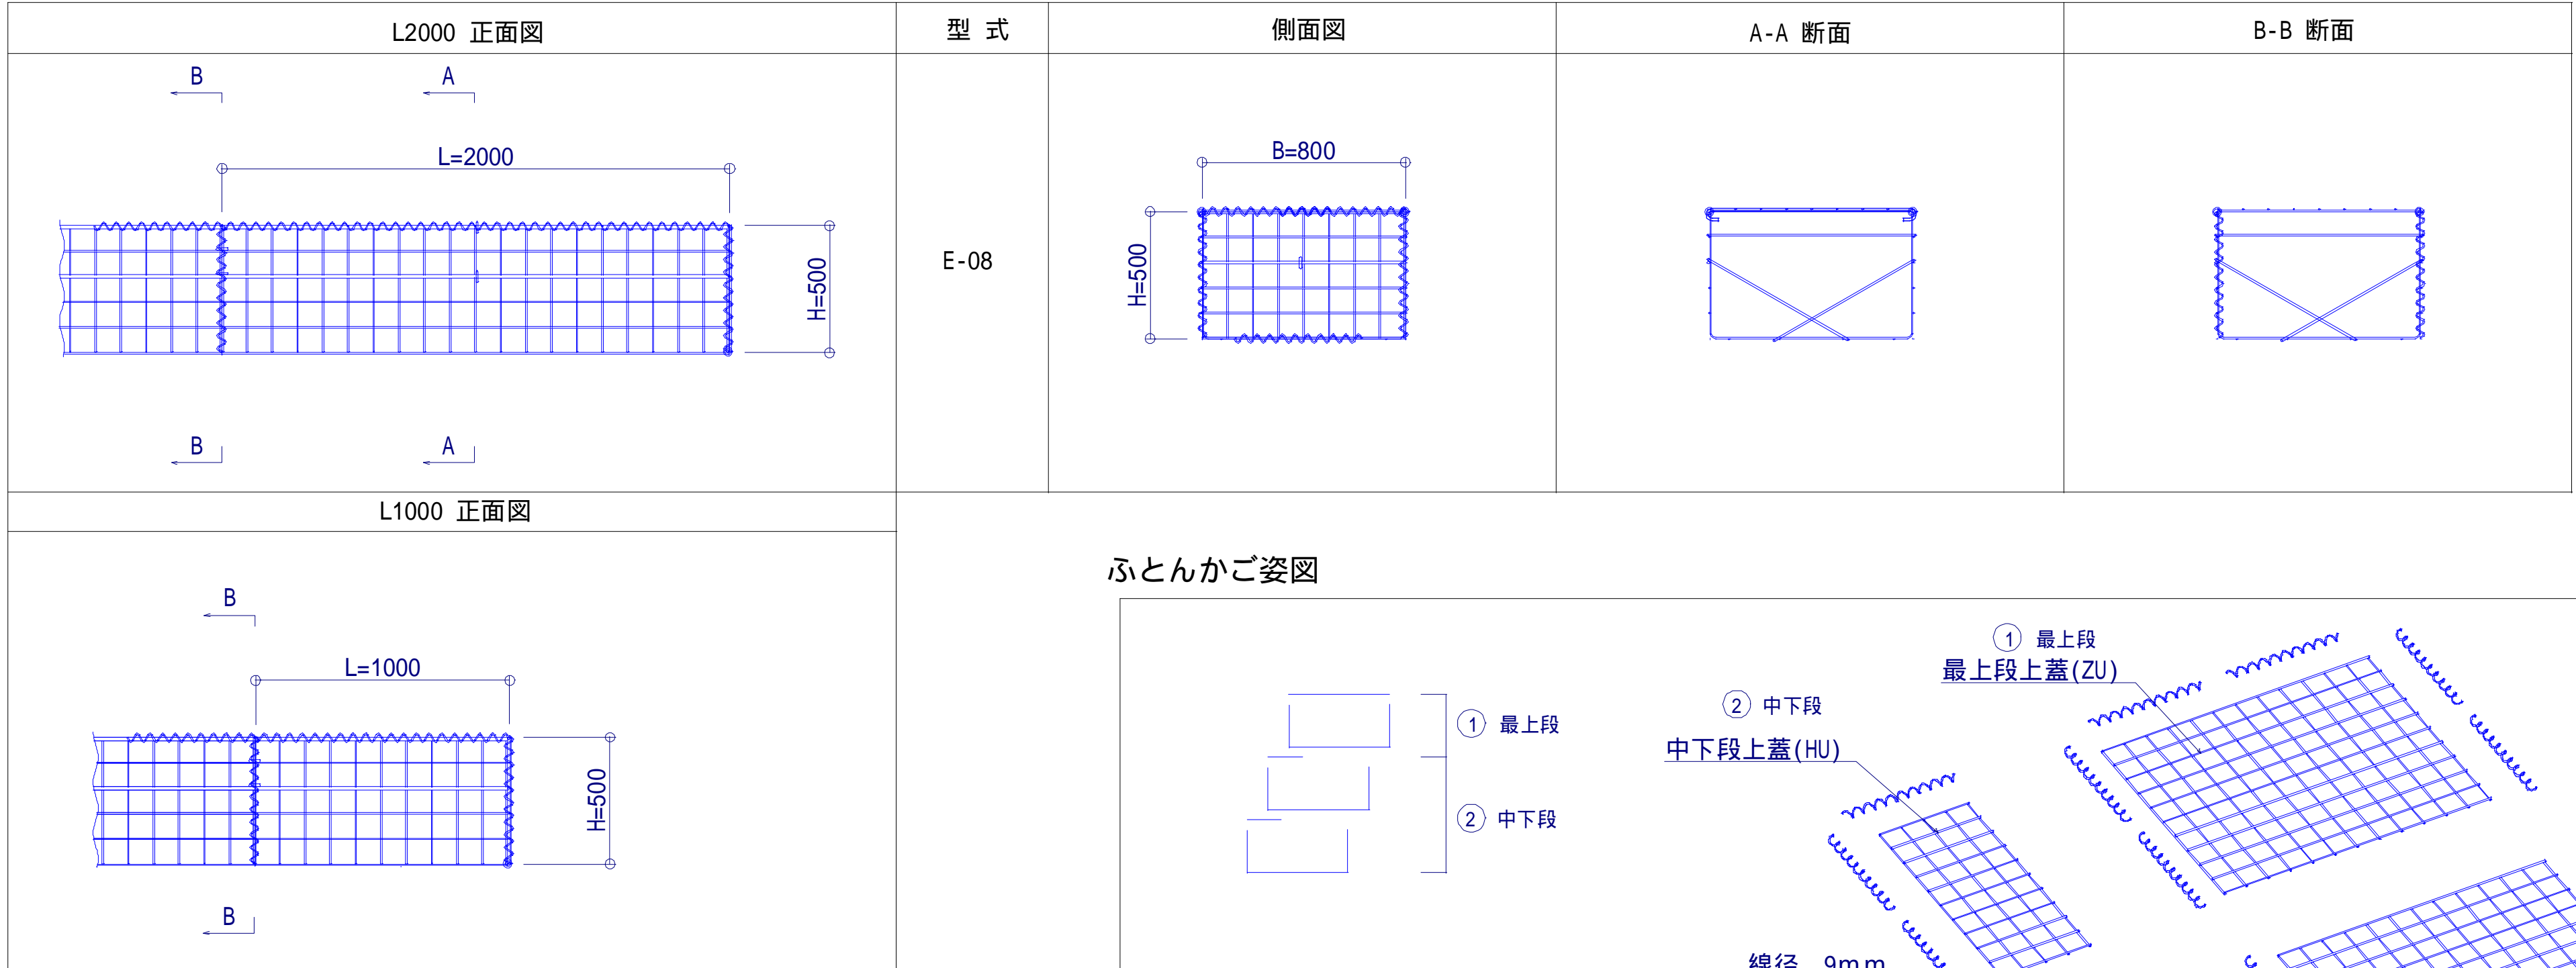 L2000 正面図
型 式
側面図
A-A 断面
B-B 断面
B
A
L=2000
H=500
B
A
E-08
B=800
H=500
L1000 正面図
B
L=1000
H=500
B
ふとんかご姿図
① 最上段
② 中下段
① 最上段
最上段上蓋(ZU)
② 中下段
中下段上蓋(HU)
線径 9mm